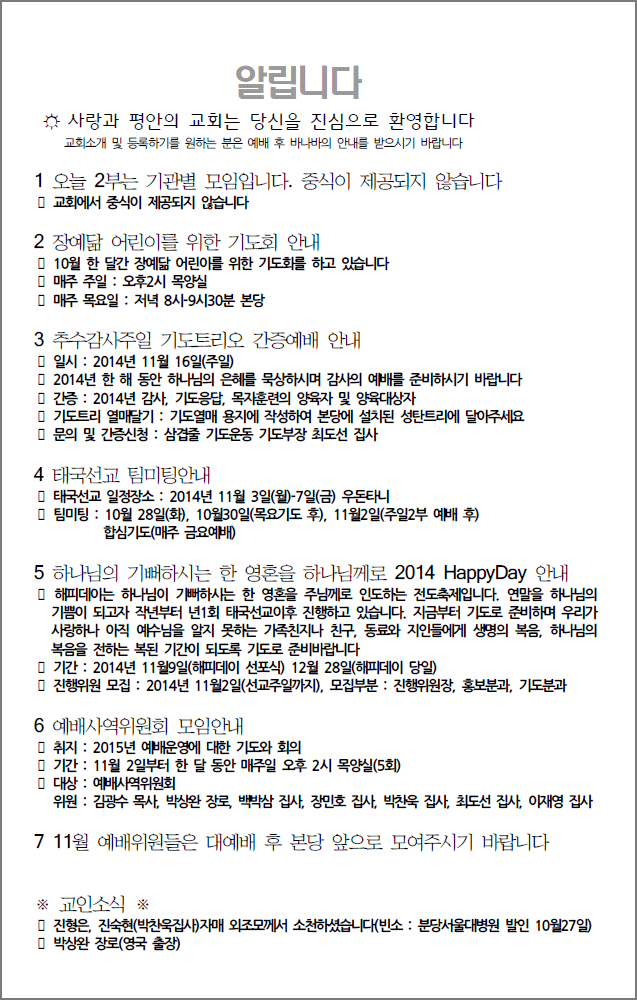 알립니다
☼ 사랑과 평안의 교회는 당신을 진심으로 환영합니다
교회소개 및 등록하기를 원하는 분은 예배 후 바나바의 안내를 받으시기 바랍니다
1 오늘 2부는 기관별 모임입니다. 중식이 제공되지 않습니다
▯ 교회에서 중식이 제공되지 않습니다
2 장예닮 어린이를 위한 기도회 안내
▯ 10월 한 달간 장예닮 어린이를 위한 기도회를 하고 있습니다
▯ 매주 주일 : 오후2시 목양실
▯ 매주 목요일 : 저녁 8시-9시30분 본당
3 추수감사주일 기도트리오 간증예배 안내
▯ 일시 : 2014년 11월 16일(주일)
▯ 2014년 한 해 동안 하나님의 은혜를 묵상하시며 감사의 예배를 준비하시기 바랍니다
▯ 간증 : 2014년 감사, 기도응답, 목자훈련의 양육자 및 양육대상자
▯ 기도트리 열매달기 : 기도열매 용지에 작성하여 본당에 설치된 성탄트리에 달아주세요
▯ 문의 및 간증신청 : 삼겹줄 기도운동 기도부장 최도선 집사
4 태국선교 팀미팅안내
▯ 태국선교 일정장소 : 2014년 11월 3일(월)-7일(금) 우돈타니
▯ 팀미팅 : 10월 28일(화), 10월30일(목요기도 후), 11월2일(주일2부 예배 후)
합심기도(매주 금요예배)
5 하나님의 기뻐하시는 한 영혼을 하나님께로 2014 HappyDay 안내
▯ 해피데이는 하나님이 기뻐하시는 한 영혼을 주님께로 인도하는 전도축제입니다. 연말을 하나님의
기쁨이 되고자 작년부터 년1회 태국선교이후 진행하고 있습니다. 지금부터 기도로 준비하며 우리가
사랑하나 아직 예수님을 알지 못하는 가족친지나 친구, 동료와 지인들에게 생명의 복음, 하나님의
복음을 전하는 복된 기간이 되도록 기도로 준비바랍니다
▯ 기간 : 2014년 11월9일(해피데이 선포식) 12월 28일(해피데이 당일)
▯ 진행위원 모집 : 2014년 11월2일(선교주일까지), 모집부분 : 진행위원장, 홍보분과, 기도분과
6 예배사역위원회 모임안내
▯ 취지 : 2015년 예배운영에 대한 기도와 회의
▯ 기간 : 11월 2일부터 한 달 동안 매주일 오후 2시 목양실(5회)
▯ 대상 : 예배사역위원회
위원 : 김광수 목사, 박상완 장로, 백박삼 집사, 장민호 집사, 박찬욱 집사, 최도선 집사, 이재영 집사
7 11월 예배위원들은 대예배 후 본당 앞으로 모여주시기 바랍니다
※ 교인소식 ※
▯ 진형은, 진숙현(박찬욱집사)자매 외조모께서 소천하셨습니다(빈소 : 분당서울대병원 발인 10월27일)
▯ 박상완 장로(영국 출장)